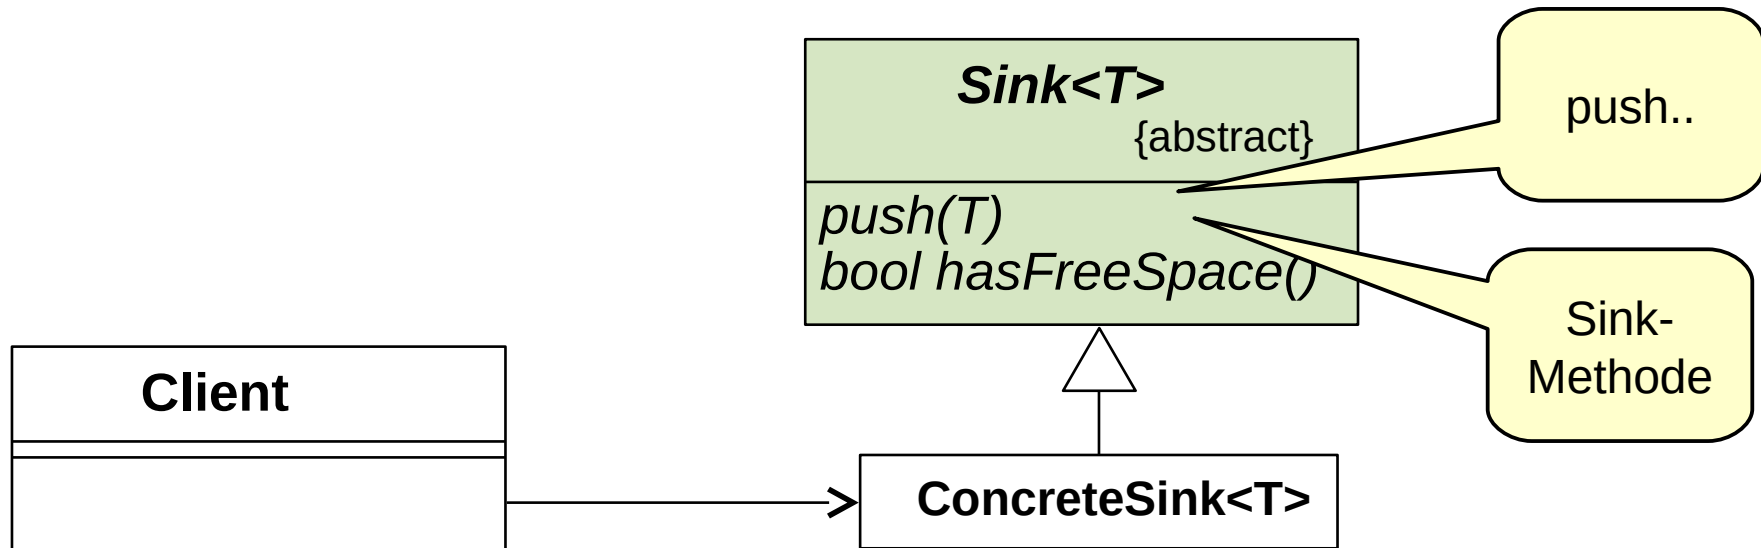 Sink<T>
{abstract}
push(T)
bool hasFreeSpace()
push..
Sink-
Methode
Client
ConcreteSink<T>